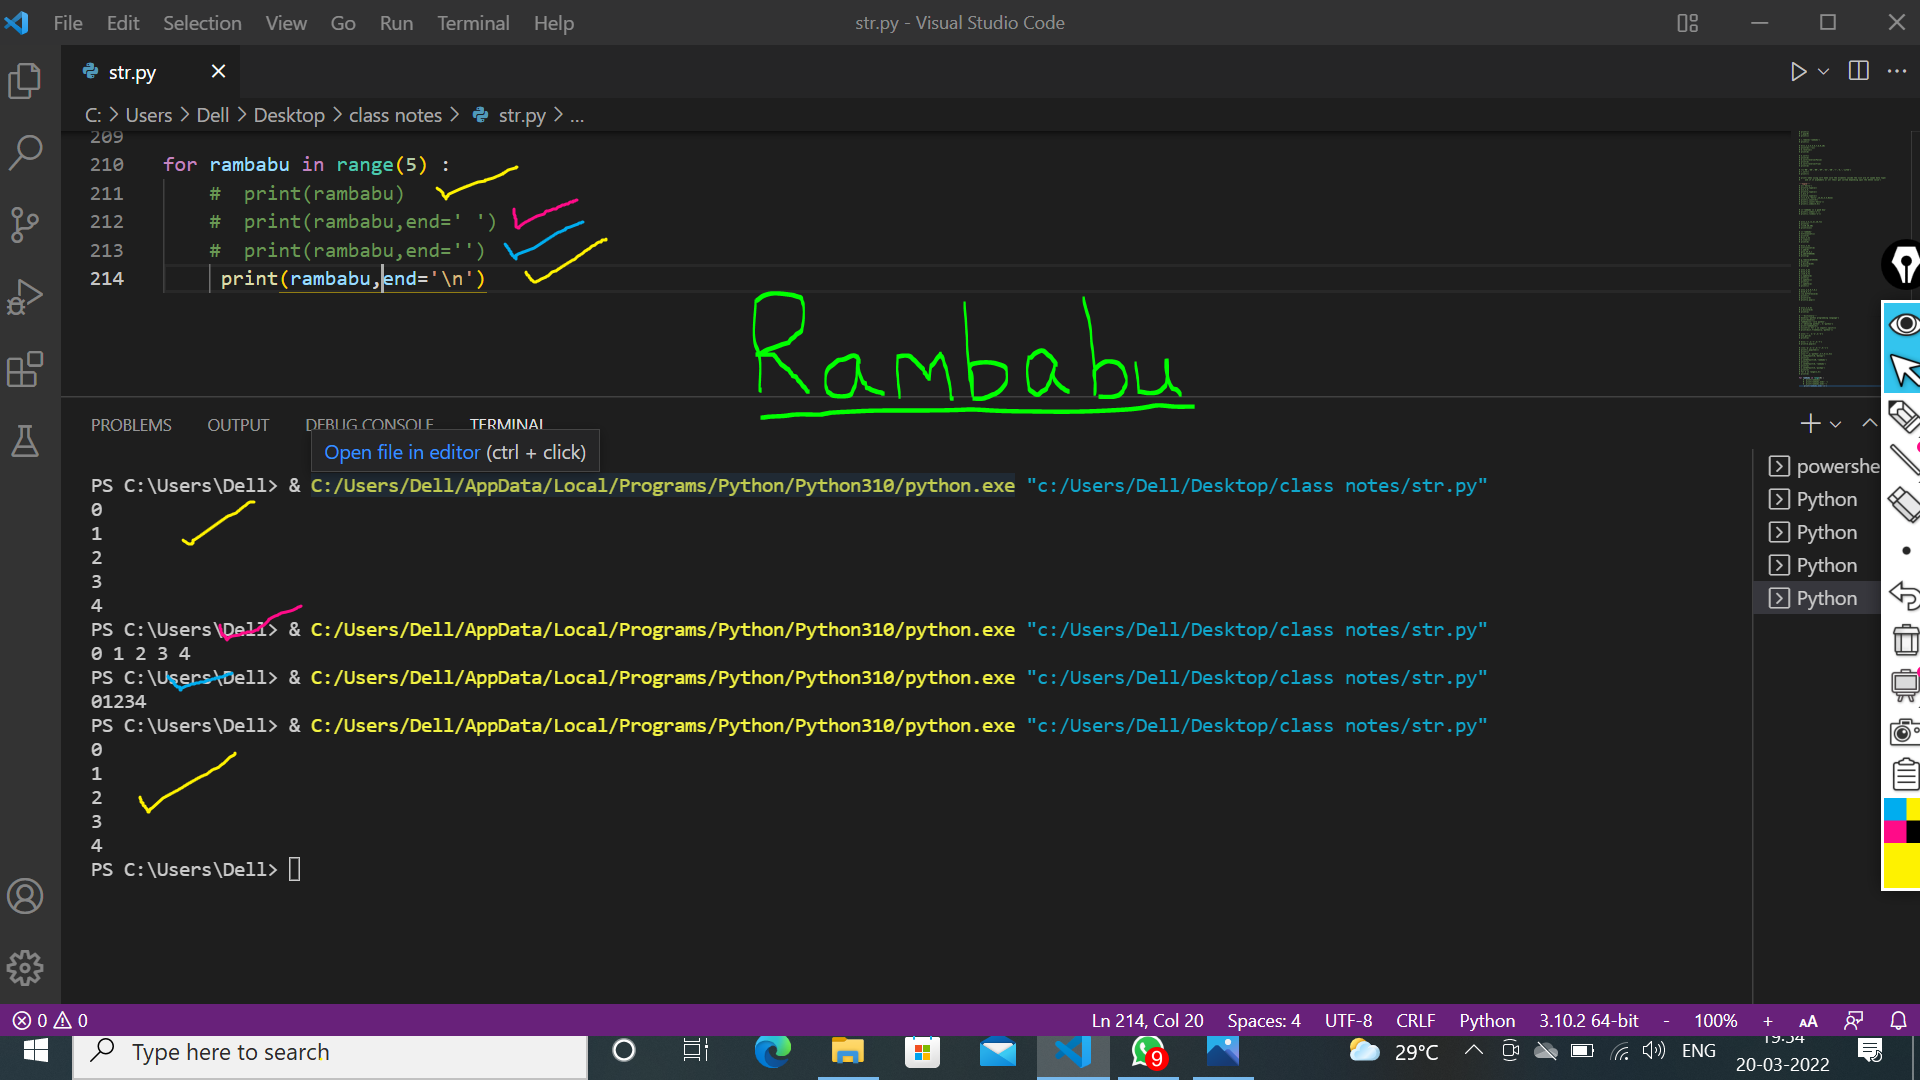 File Edit Selection View Go Run Terminal Help
str.py - Visual Studio Code
str.py
C: > Users > Dell > Desktop > class notes > str.py > ...
209
210 for rambabu in range(5) :
211 # print(rambabu)
212 # print(rambabu,end=' ')
213 # print(rambabu,end='')
214 print(rambabu,end='\n')
Rambabu
PROBLEMS OUTPUT DEBUG CONSOLE TERMINAL
Open file in editor (ctrl + click)
PS C:\Users\Dell> & C:/Users/Dell/AppData/Local/Programs/Python/Python310/python.exe "c:/Users/Dell/Desktop/class notes/str.py"
0
1
2
3
4
PS C:\Users\Dell> & C:/Users/Dell/AppData/Local/Programs/Python/Python310/python.exe "c:/Users/Dell/Desktop/class notes/str.py"
0 1 2 3 4
PS C:\Users\Dell> & C:/Users/Dell/AppData/Local/Programs/Python/Python310/python.exe "c:/Users/Dell/Desktop/class notes/str.py"
01234
PS C:\Users\Dell> & C:/Users/Dell/AppData/Local/Programs/Python/Python310/python.exe "c:/Users/Dell/Desktop/class notes/str.py"
0
1
2
3
4
PS C:\Users\Dell>
powershe
Python
Python
Python
Python
0 0
Ln 214, Col 20 Spaces: 4 UTF-8 CRLF Python 3.10.2 64-bit - 100% + AA
Type here to search
9
29°C
ENG
19:34
20-03-2022